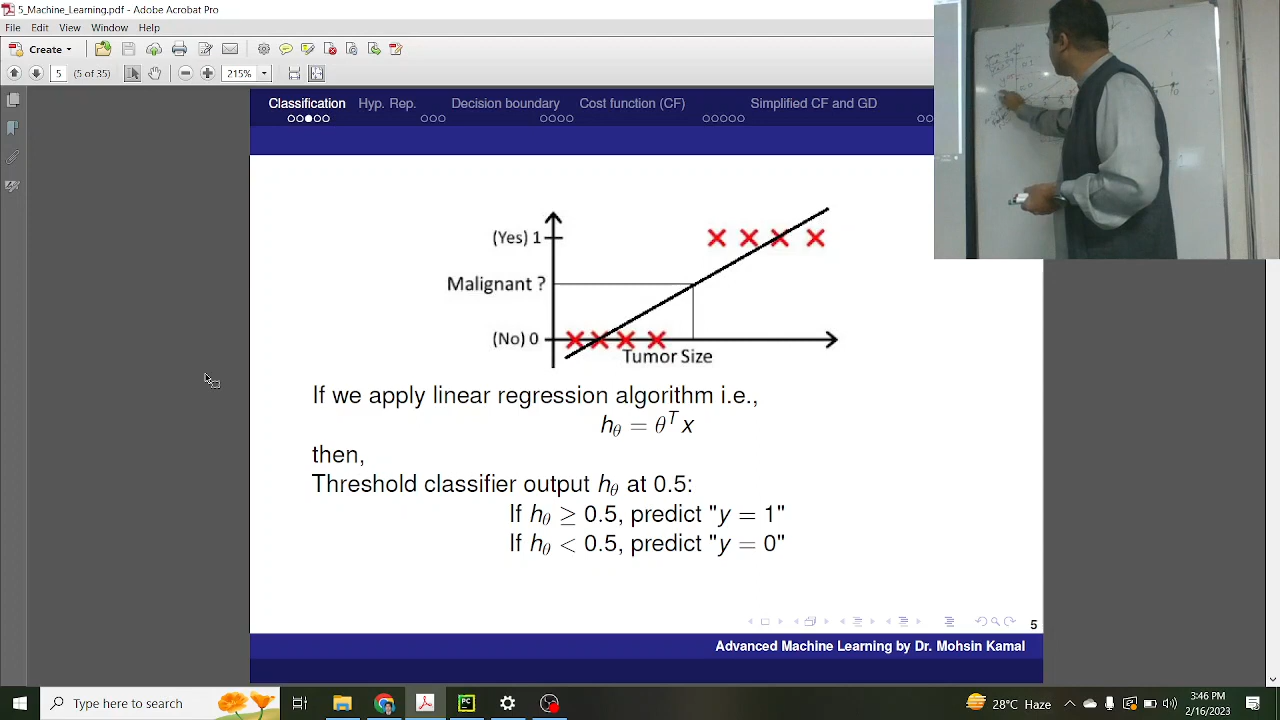 5_Machine_Learning.pdf - Adobe Acrobat Pro
File Edit View Window Help
Create
5 (5 of 35) 215%
Classification Hyp. Rep. Decision boundary Cost function (CF) Simplified CF and GD
(Yes) 1
Malignant ?
(No) 0
Tumor Size
If we apply linear regression algorithm i.e.,
hθ = θᵀx
then,
Threshold classifier output hθ at 0.5:
If hθ ≥ 0.5, predict "y = 1"
If hθ < 0.5, predict "y = 0"
5
Advanced Machine Learning by Dr. Mohsin Kamal
Type here to search
PC
28°C Haze
3:46 PM
2/16/2023